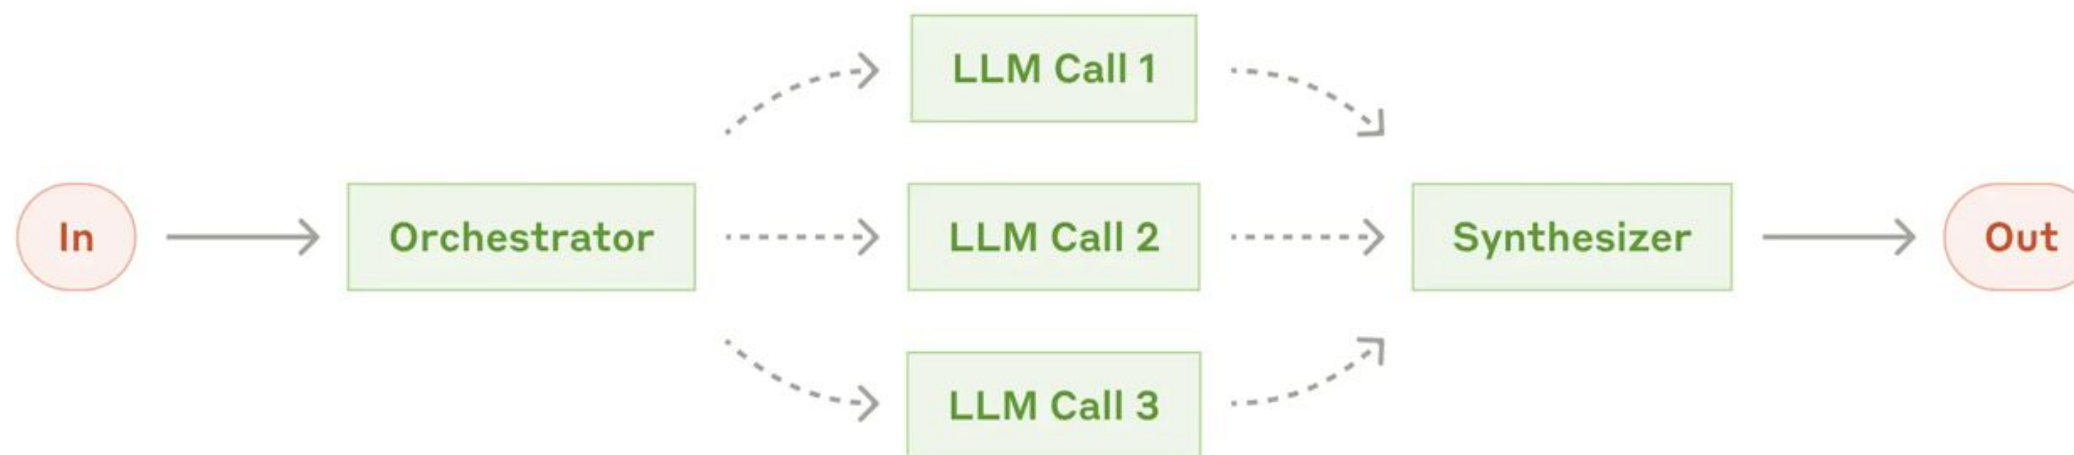 In
Orchestrator
LLM Call 1
LLM Call 2
LLM Call 3
Synthesizer
Out